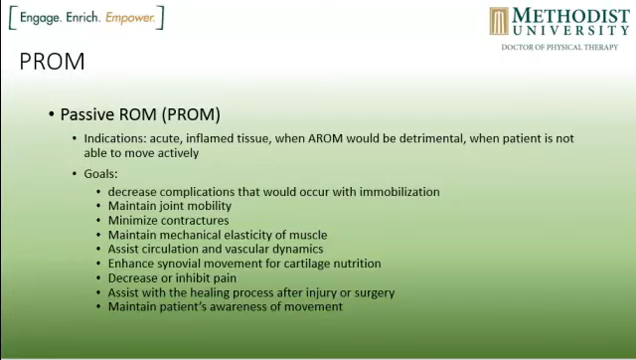 [Engage. Enrich. Empower.]
METHODIST
UNIVERSITY
DOCTOR OF PHYSICAL THERAPY
PROM
• Passive ROM (PROM)
• Indications: acute, inflamed tissue, when AROM would be detrimental, when patient is not
able to move actively
• Goals:
• decrease complications that would occur with immobilization
• Maintain joint mobility
• Minimize contractures
• Maintain mechanical elasticity of muscle
• Assist circulation and vascular dynamics
• Enhance synovial movement for cartilage nutrition
• Decrease or inhibit pain
• Assist with the healing process after injury or surgery
• Maintain patient's awareness of movement